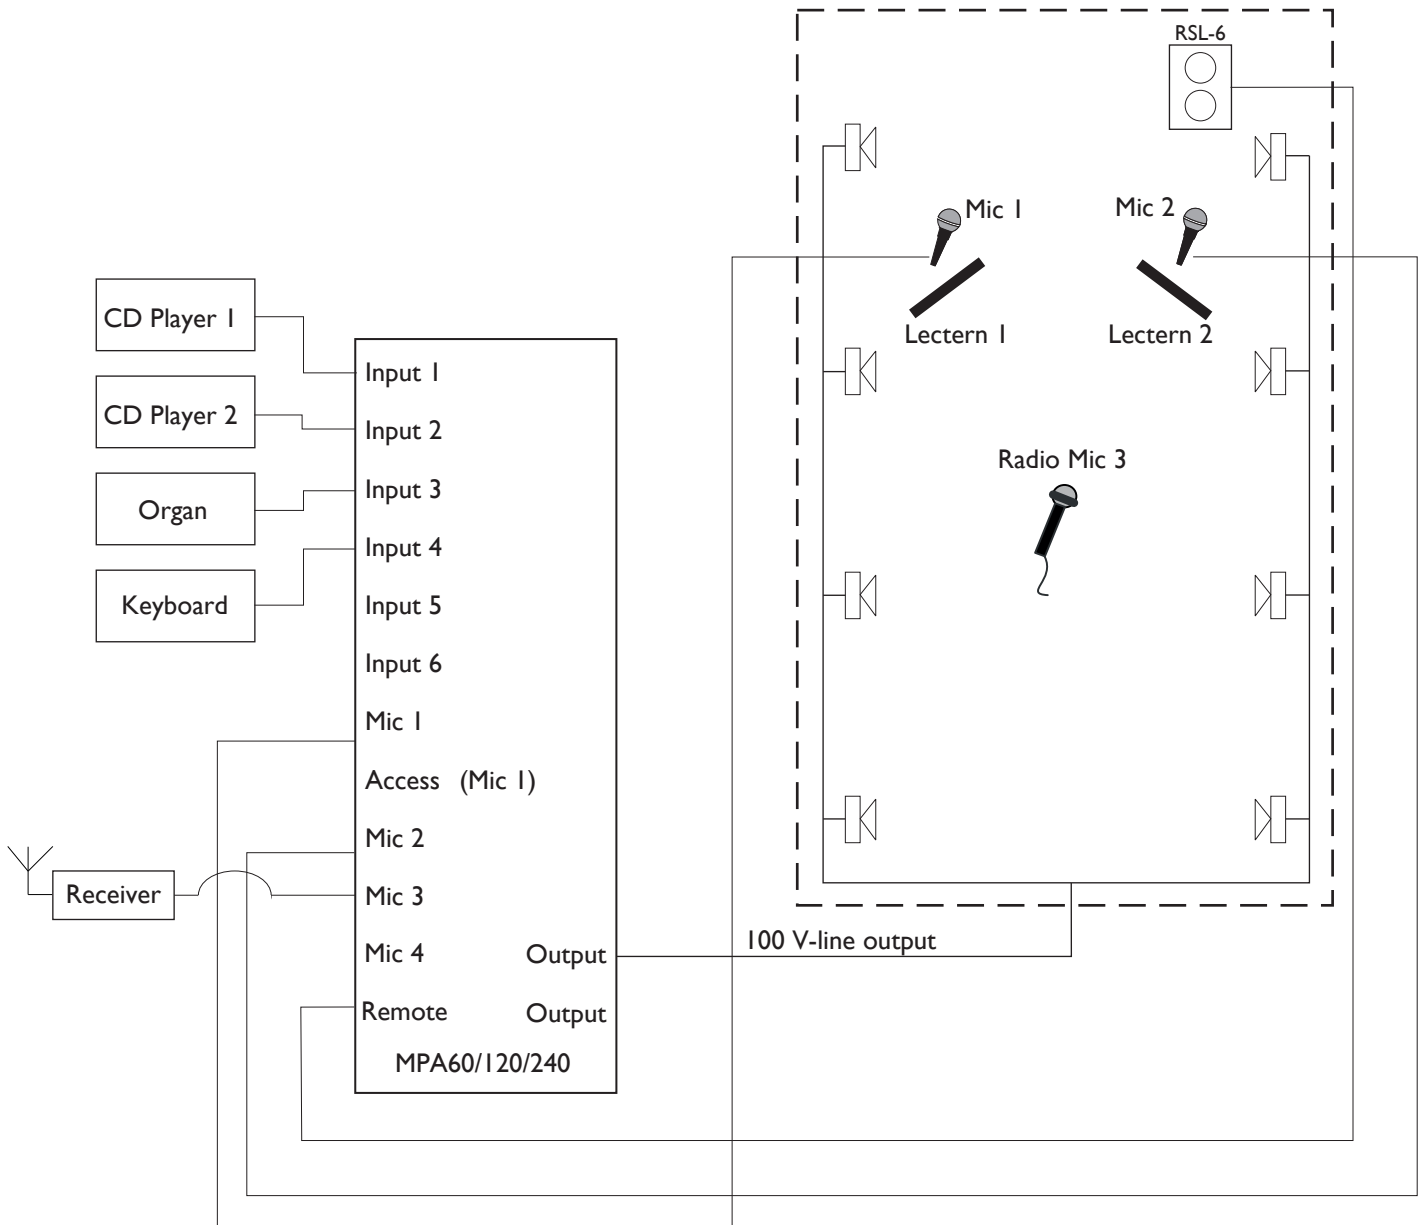 RSL-6
Mic 1
Mic 2
Lectern 1
Lectern 2
Radio Mic 3
CD Player 1
CD Player 2
Organ
Keyboard
Receiver
Input 1
Input 2
Input 3
Input 4
Input 5
Input 6
Mic 1
Access (Mic 1)
Mic 2
Mic 3
Mic 4
Output
Remote
Output
MPA60/120/240
100 V-line output